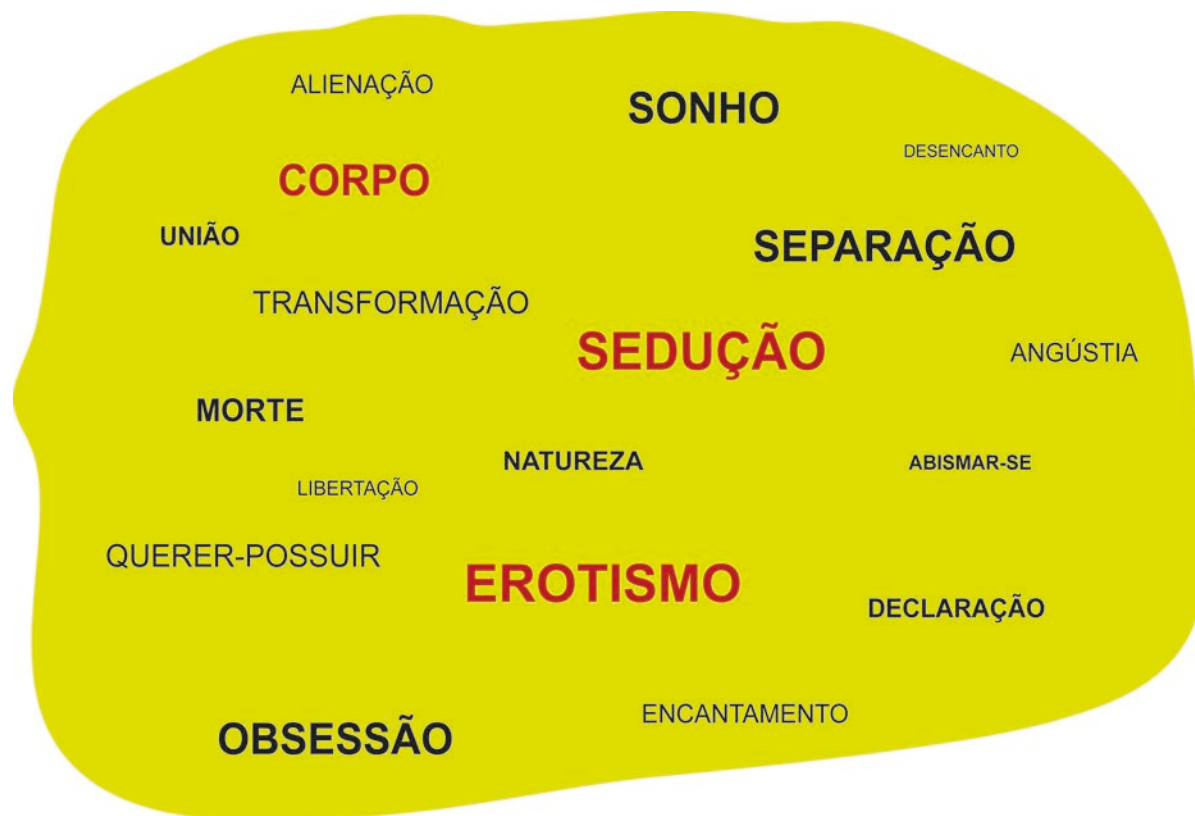 ALIENAÇÃO
SONHO
DESENCANTO
CORPO
UNIÃO
SEPARAÇÃO
TRANSFORMAÇÃO
SEDUÇÃO
ANGÚSTIA
MORTE
NATUREZA
ABISMAR-SE
LIBERTAÇÃO
QUERER-POSSUIR
EROTISMO
DECLARAÇÃO
OBSESSÃO
ENCANTAMENTO